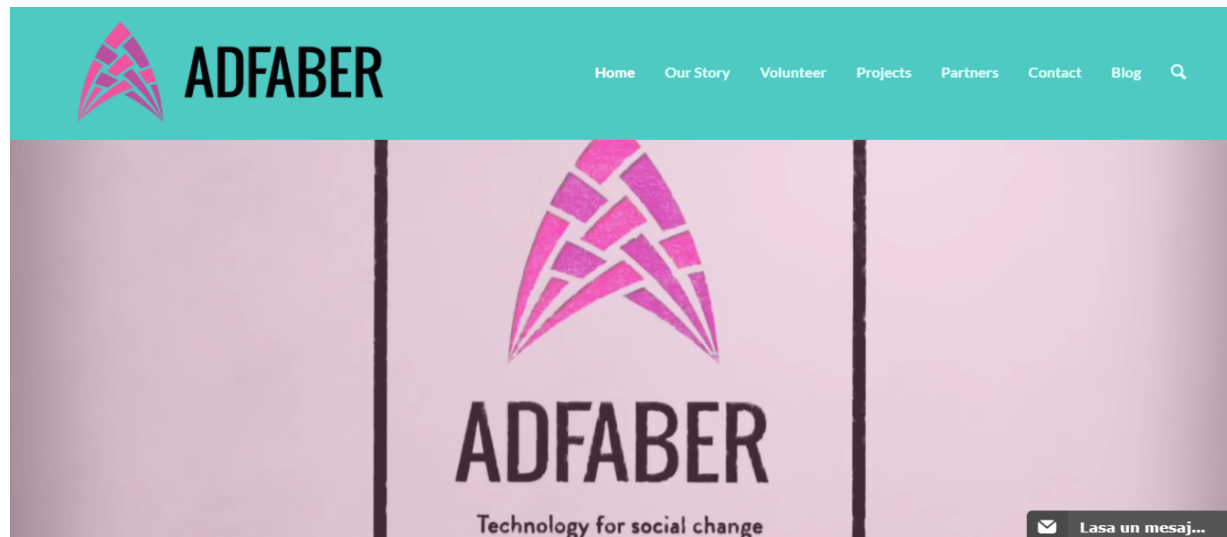 ADFABER
Home Our Story Volunteer Projects Partners Contact Blog
ADFABER
Technology for social change
Lasa un mesaj...